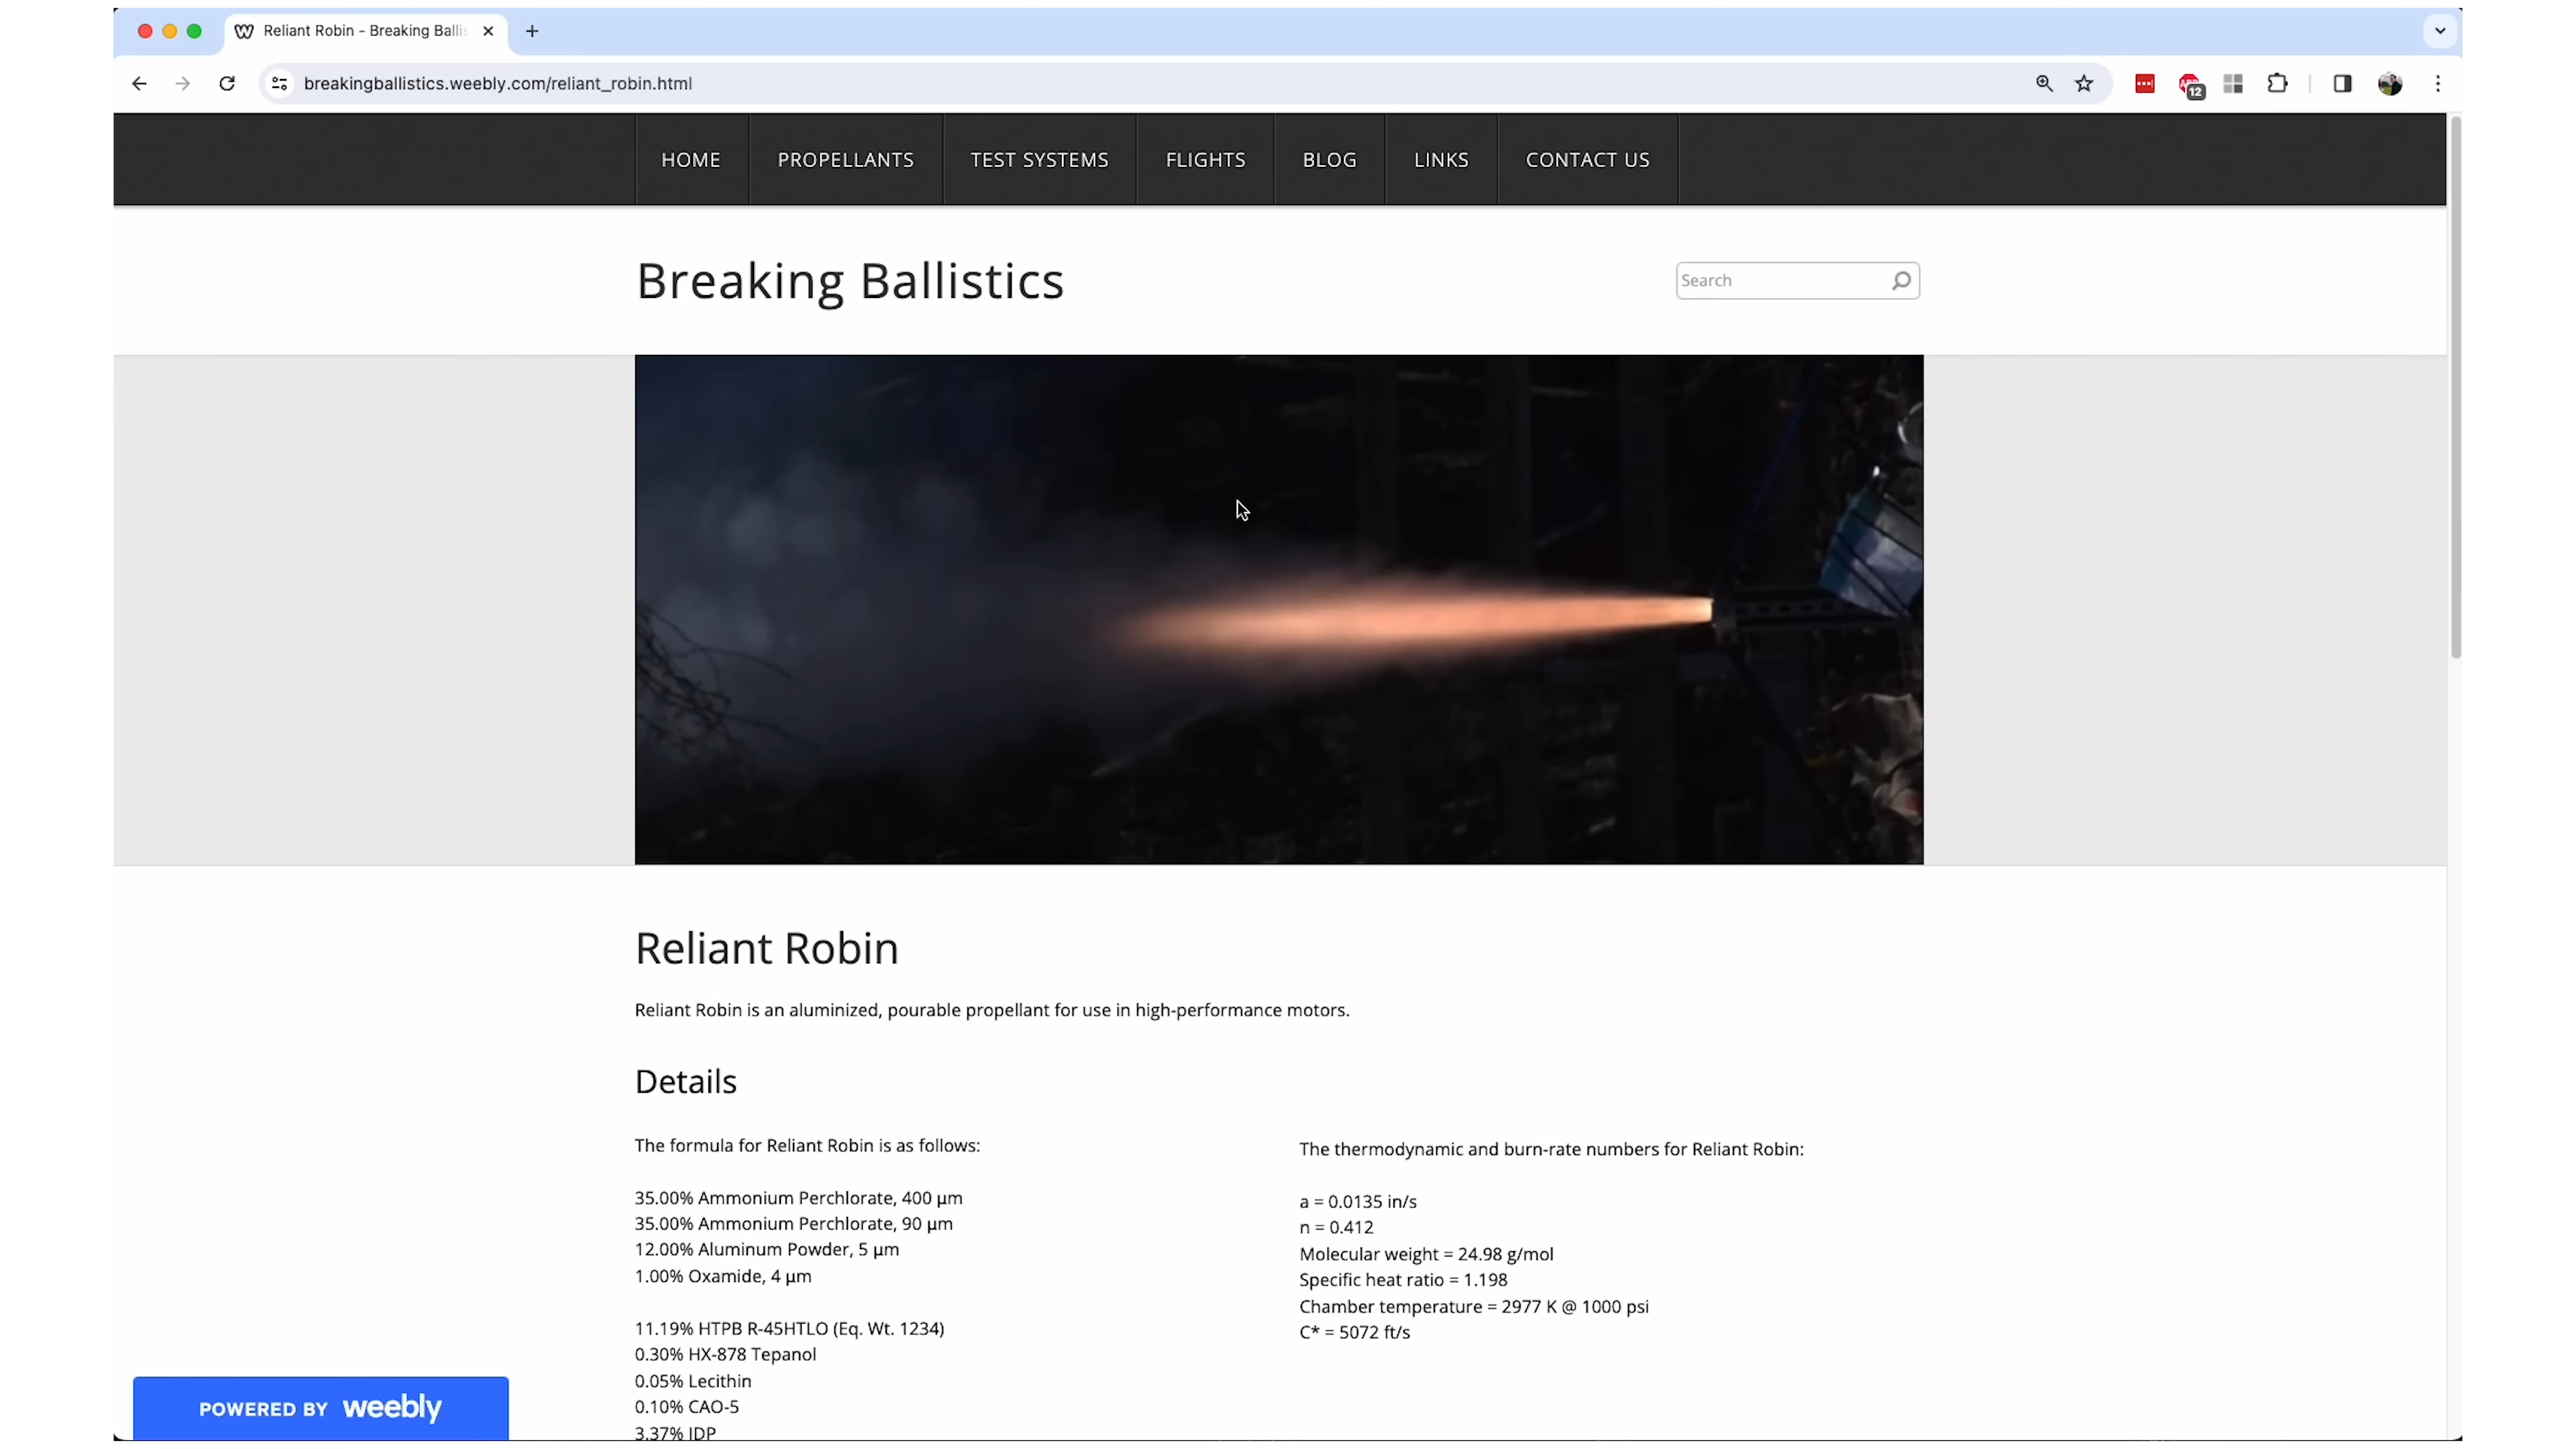 Reliant Robin - Breaking Ballis
breakingballistics.weebly.com/reliant_robin.html
12
HOME PROPELLANTS TEST SYSTEMS FLIGHTS BLOG LINKS CONTACT US
Breaking Ballistics
Search
Reliant Robin
Reliant Robin is an aluminized, pourable propellant for use in high-performance motors.
Details
The formula for Reliant Robin is as follows:
35.00% Ammonium Perchlorate, 400 μm
35.00% Ammonium Perchlorate, 90 μm
12.00% Aluminum Powder, 5 μm
1.00% Oxamide, 4 μm
11.19% HTPB R-45HTLO (Eq. Wt. 1234)
0.30% HX-878 Tepanol
0.05% Lecithin
0.10% CAO-5
3.37% IDP
The thermodynamic and burn-rate numbers for Reliant Robin:
a = 0.0135 in/s
n = 0.412
Molecular weight = 24.98 g/mol
Specific heat ratio = 1.198
Chamber temperature = 2977 K @ 1000 psi
C* = 5072 ft/s
POWERED BY weebly